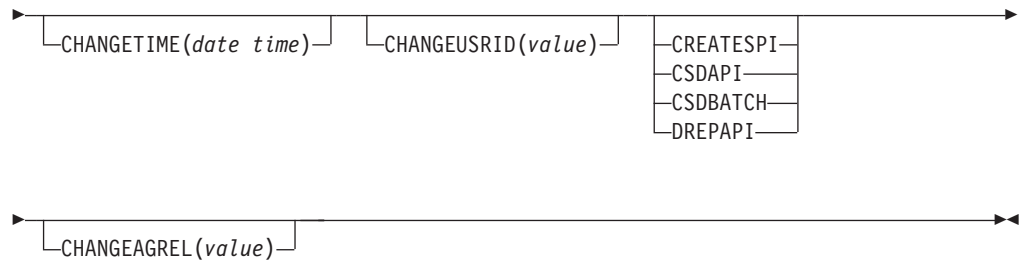 CHANGETIME(date time) CHANGEUSRID(value) CREATESPI
CSDAPI
CSDBATCH
DREPAPI
CHANGEAGREL(value)